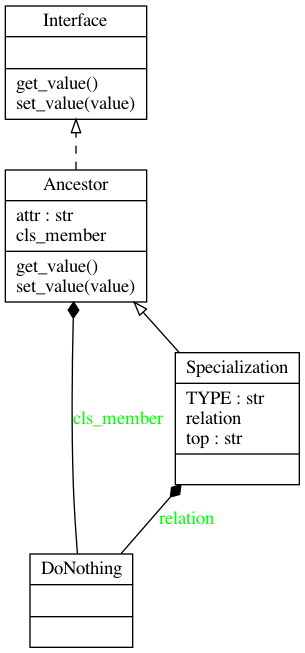 Interface
get_value()
set_value(value)
Ancestor
attr : str
cls_member
get_value()
set_value(value)
cls_member
Specialization
TYPE : str
relation
top : str
relation
DoNothing